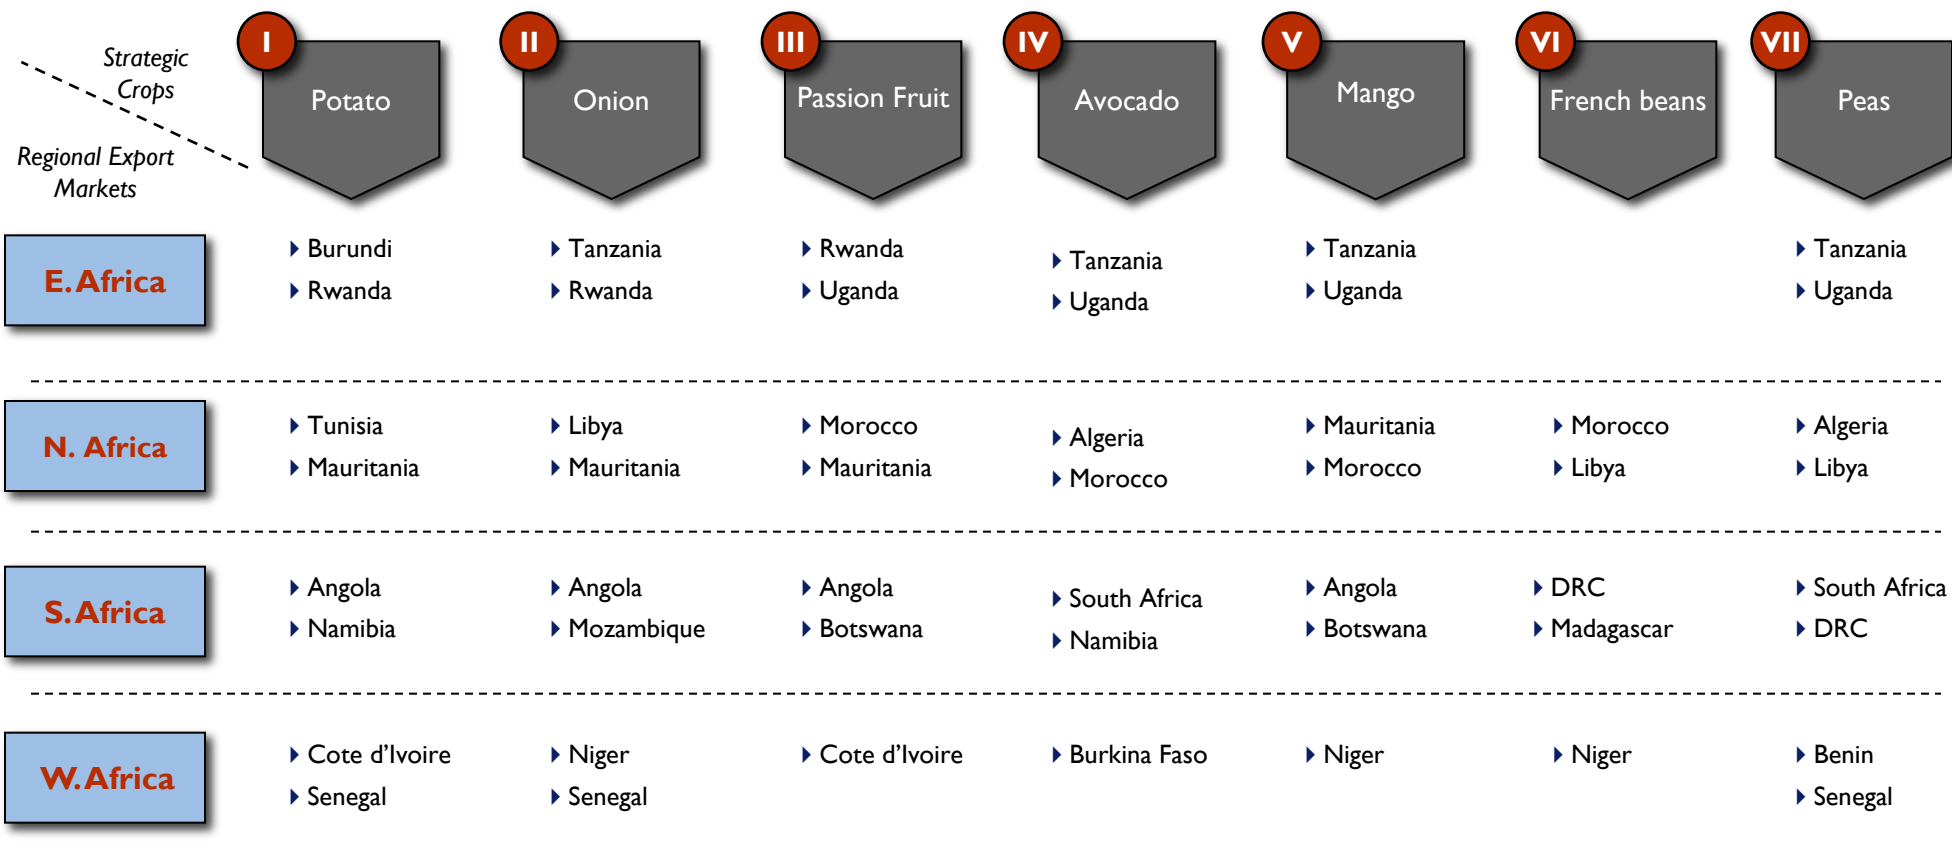 Strategic
Crops
Regional Export
Markets
I
Potato
II
Onion
III
Passion Fruit
IV
Avocado
V
Mango
VI
French beans
VII
Peas
E. Africa
Burundi
Rwanda
Tanzania
Rwanda
Rwanda
Uganda
Tanzania
Uganda
Tanzania
Uganda
Tanzania
Uganda
N. Africa
Tunisia
Mauritania
Libya
Mauritania
Morocco
Mauritania
Algeria
Morocco
Mauritania
Morocco
Morocco
Libya
Algeria
Libya
S. Africa
Angola
Namibia
Angola
Mozambique
Angola
Botswana
South Africa
Namibia
Angola
Botswana
DRC
Madagascar
South Africa
DRC
W. Africa
Cote d’Ivoire
Senegal
Niger
Senegal
Cote d’Ivoire
Burkina Faso
Niger
Niger
Benin
Senegal